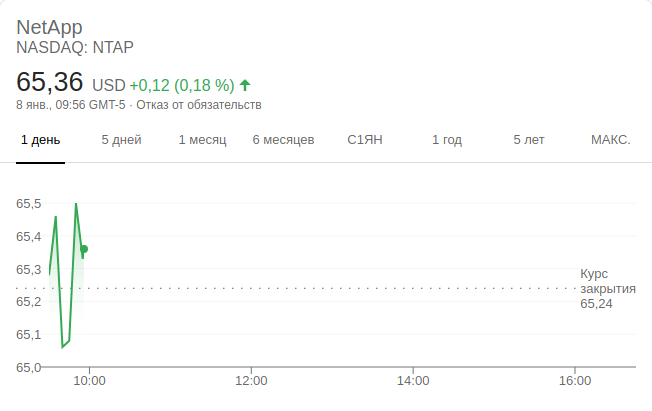 NetApp
NASDAQ: NTAP
65,36 USD +0,12 (0,18 %)
8 янв., 09:56 GMT-5 · Отказ от обязательств
1 день 5 дней 1 месяц 6 месяцев С1ЯН 1 год 5 лет МАКС.
65,5
65,4
65,3
65,2
65,1
65,0
Курс
закрытия
65,24
10:00 12:00 14:00 16:00